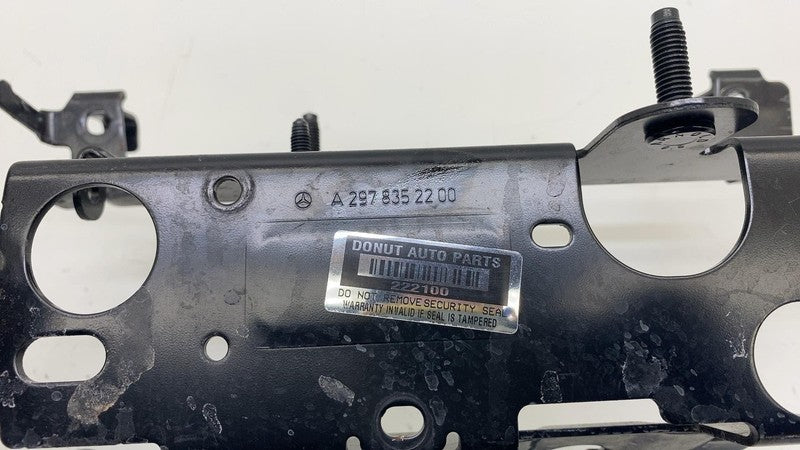 A 297 835 22 00
DONUT AUTO PARTS
222100
DO NOT REMOVE SECURITY SEAL
WARRANTY INVALID IF SEAL IS TAMPERED